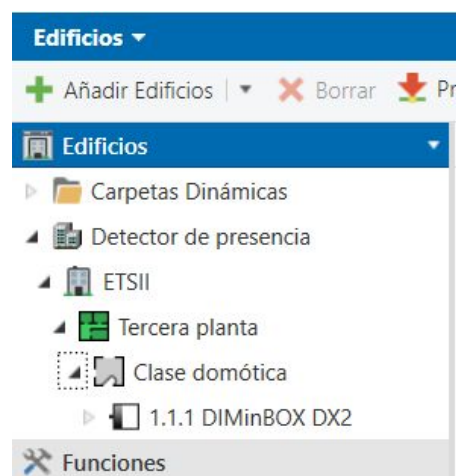 Edificios
Añadir Edificios Borrar Pr
Edificios
Carpetas Dinámicas
Detector de presencia
ETSII
Tercera planta
Clase domótica
1.1.1 DIMinBOX DX2
Funciones